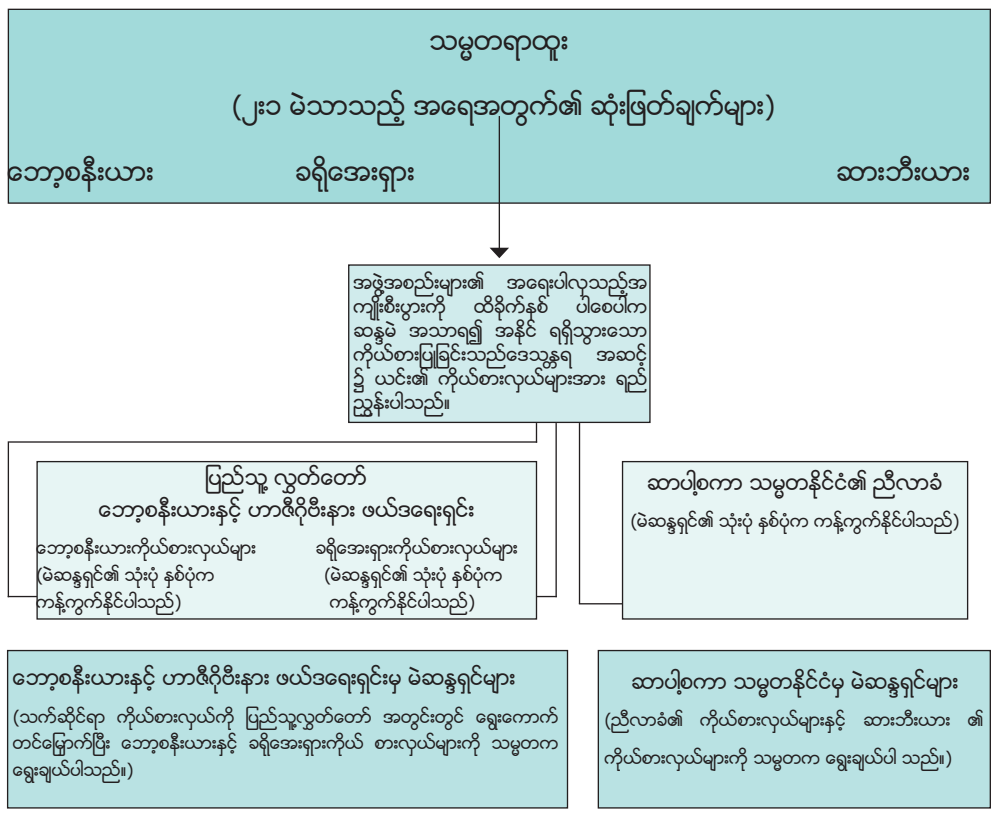 သမ္မတရာထူး
(၂း၁ မဲသာသည့် အရေအတွက်၏ ဆုံးဖြတ်ချက်များ)
ဘော့စနီးယား ခရိုအေးရှား ဆားဘီးယား
အဖွဲ့အစည်းများ၏ အရေးပါလှသည့်အ
ကျိုးစီးပွားကို ထိခိုက်နစ် ပါစေပါက
ဆန္ဒမဲ အသာရ၍ အနိုင် ရရှိသွားသော
ကိုယ်စားပြုခြင်းသည်ဒေသန္တရ အဆင့်
၌ ယင်း၏ ကိုယ်စားလှယ်များအား ရည်
ညွှန်းပါသည်။
ပြည်သူ့ လွှတ်တော်
ဘော့စနီးယားနှင့် ဟာဇီဂိုဗီးနား ဖယ်ဒရေးရှင်း
ဘော့စနီးယားကိုယ်စားလှယ်များ ခရိုအေးရှားကိုယ်စားလှယ်များ
(မဲဆန္ဒရှင်၏ သုံးပုံ နှစ်ပုံက (မဲဆန္ဒရှင်၏ သုံးပုံ နှစ်ပုံက
ကန့်ကွက်နိုင်ပါသည်) ကန့်ကွက်နိုင်ပါသည်)
ဆာပါ့စကာ သမ္မတနိုင်ငံ၏ ညီလာခံ
(မဲဆန္ဒရှင်၏ သုံးပုံ နှစ်ပုံက ကန့်ကွက်နိုင်ပါသည်)
ဘော့စနီးယားနှင့် ဟာဇီဂိုဗီးနား ဖယ်ဒရေးရှင်းမှ မဲဆန္ဒရှင်များ
(သက်ဆိုင်ရာ ကိုယ်စားလှယ်ကို ပြည်သူ့လွှတ်တော် အတွင်းတွင် ရွေးကောက်
တင်မြှောက်ပြီး ဘော့စနီးယားနှင့် ခရိုအေးရှားကိုယ် စားလှယ်များကို သမ္မတက
ရွေးချယ်ပါသည်။)
ဆာပါ့စကာ သမ္မတနိုင်ငံမှ မဲဆန္ဒရှင်များ
(ညီလာခံ၏ ကိုယ်စားလှယ်များနှင့် ဆားဘီးယား ၏
ကိုယ်စားလှယ်များကို သမ္မတက ရွေးချယ်ပါ သည်။)